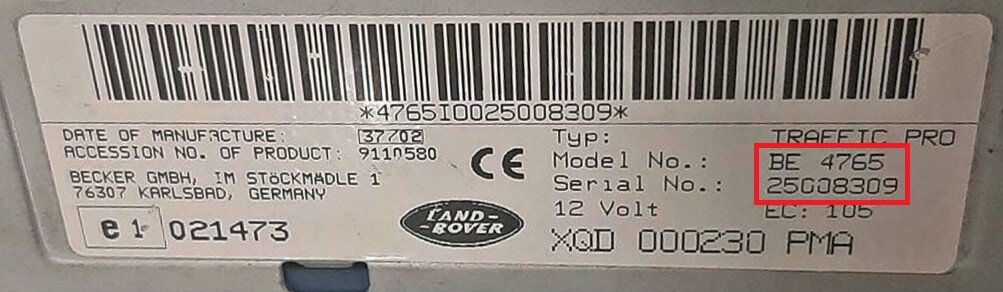 *4765I0025008309*
DATE OF MANUFACTURE: 37702
ACCESSION NO. OF PRODUCT: 9110580
BECKER GMBH, IM STÖCKMÄDLE 1
76307 KARLSBAD, GERMANY
e1 021473
CE
LAND-
-ROVER
Typ: TRAFFIC PRO
Model No.: BE 4765
Serial No.: 25008309
12 Volt EC: 105
XQD 000230 PMA